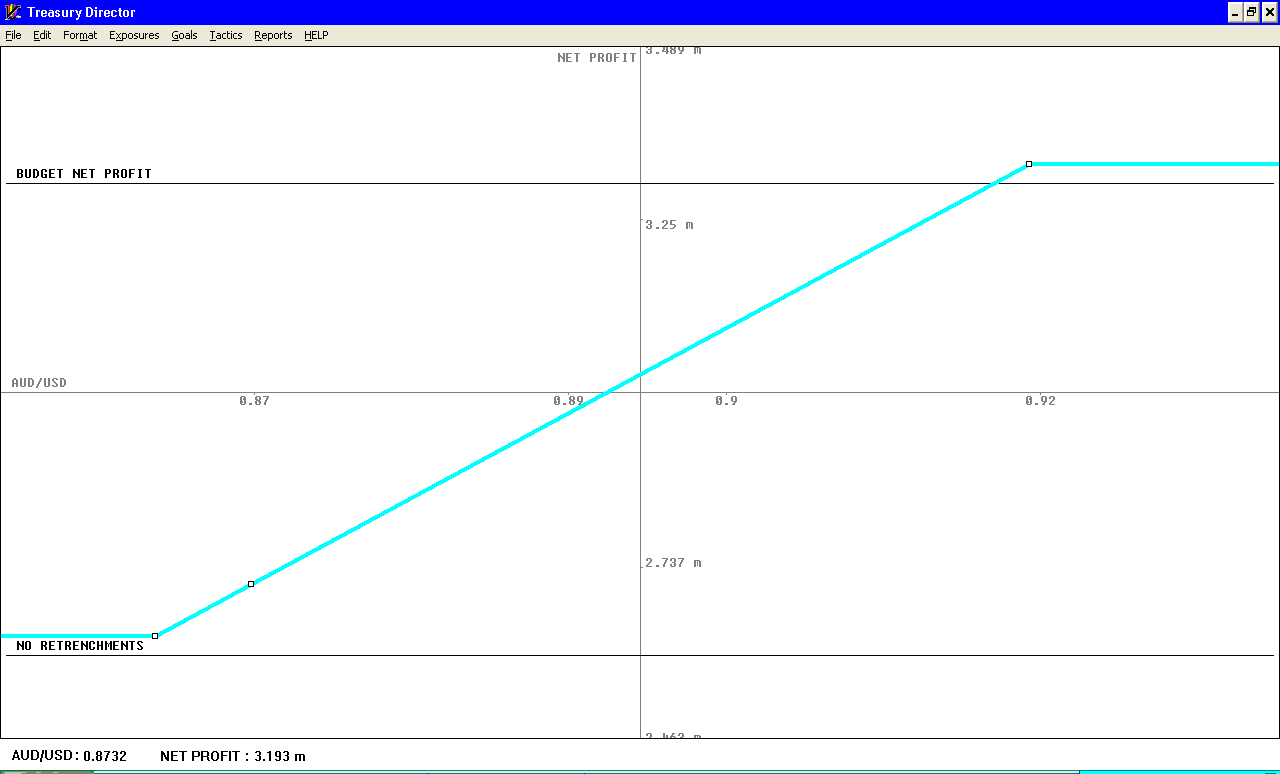 Treasury Director
File Edit Format Exposures Goals Tactics Reports HELP
NET PROFIT 3.489 m
BUDGET NET PROFIT
3.25 m
AUD/USD
0.87 0.89 0.9 0.92
2.737 m
NO RETRENCHMENTS
2.463 m
AUD/USD : 0.8732 NET PROFIT : 3.193 m